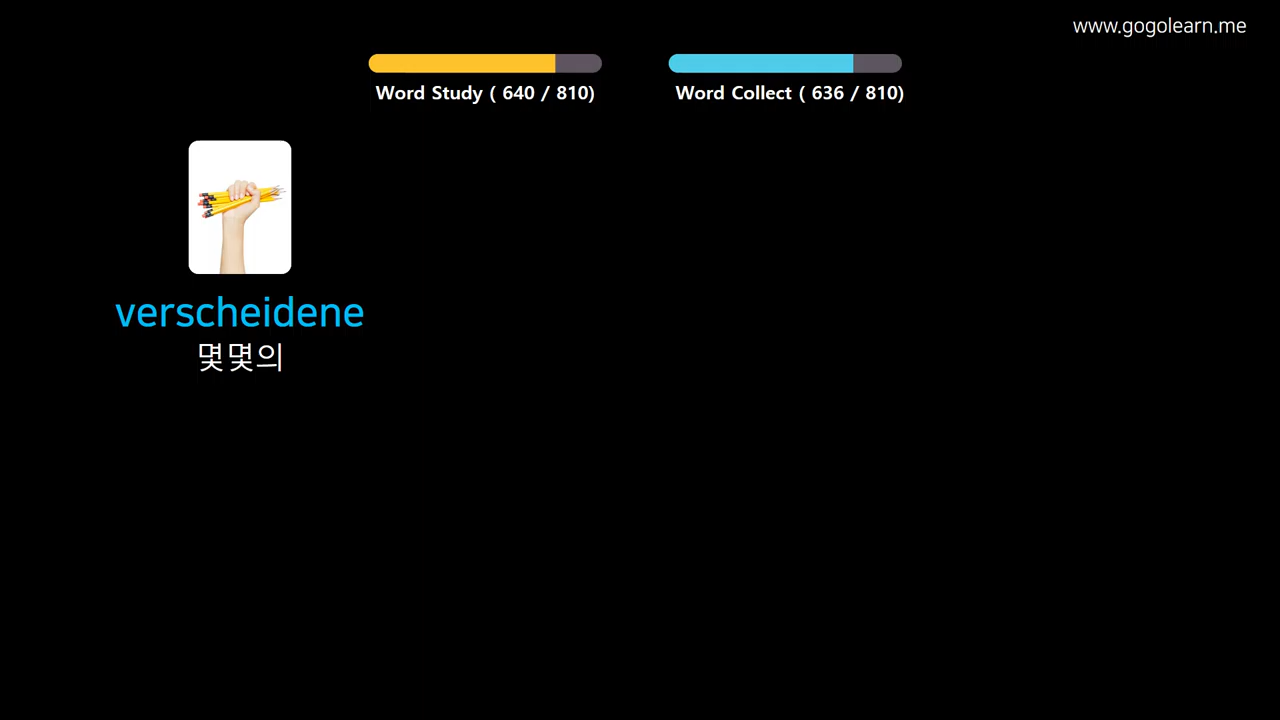 www.gogolearn.me
Word Study ( 640 / 810)
Word Collect ( 636 / 810)
verscheidene
몇몇의